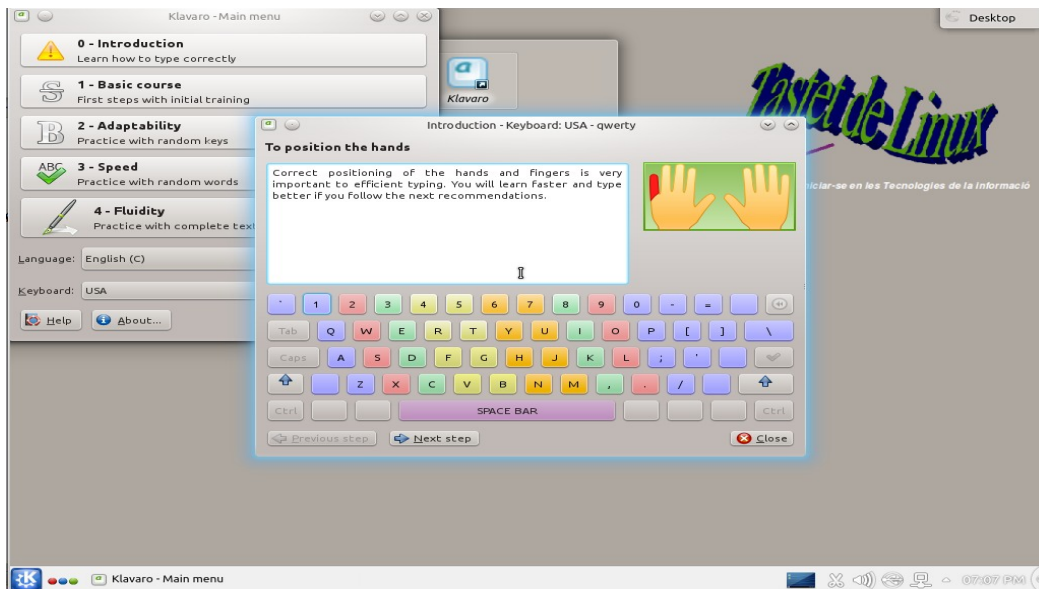 Klavaro - Main menu
0 - Introduction
Learn how to type correctly
1 - Basic course
First steps with initial training
2 - Adaptability
Practice with random keys
ABC
3 - Speed
Practice with random words
4 - Fluidity
Practice with complete tex
Language: English (C)
Keyboard: USA
Help About...
a
Klavaro
Desktop
Tastet de Linux
iciar-se en les Tecnologies de la Informació
Introduction - Keyboard: USA - qwerty
To position the hands
Correct positioning of the hands and fingers is very
important to efficient typing. You will learn faster and type
better if you follow the next recommendations.
` 1 2 3 4 5 6 7 8 9 0 - =
Tab Q W E R T Y U I O P [ ] \
Caps A S D F G H J K L ; '
Z X C V B N M , . /
Ctrl SPACE BAR Ctrl
Previous step Next step Close
Klavaro - Main menu
07:07 PM